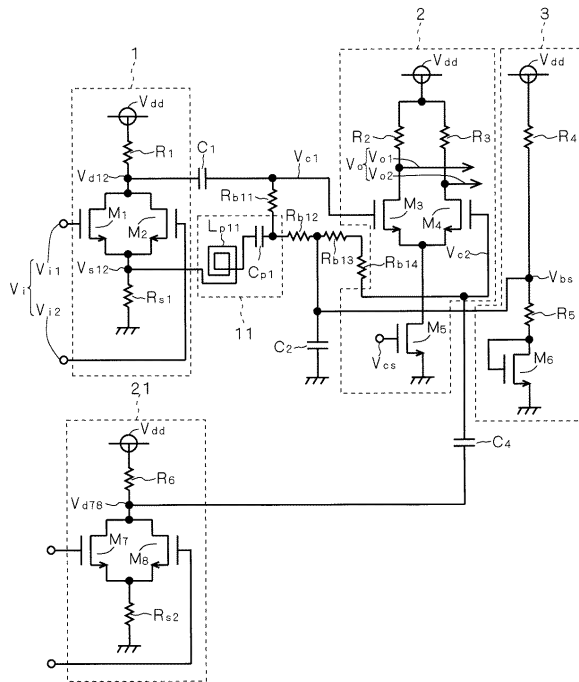 1
2
3
Vdd
Vdd
Vdd
R1
C1
Vd12
Vc1
R2
R3
R4
Vo
Vo1
Vo2
Rb11
M1
M2
Lp11
Rb12
M3
M4
Cp1
Rb13
Rb14
Vc2
Vi
Vi1
Vs12
Vbs
Rs1
11
R5
Vi2
C2
M5
M6
Vcs
21
Vdd
C4
R6
Vd78
M7
M8
Rs2